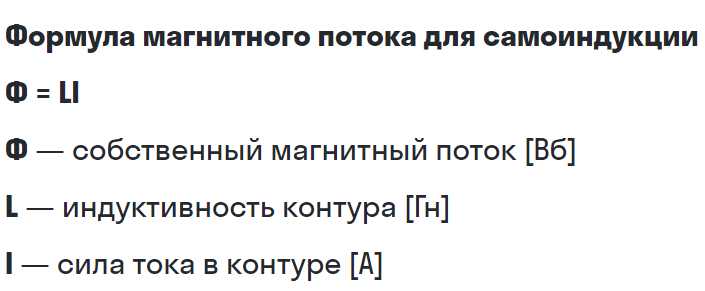 Формула магнитного потока для самоиндукции
Ф = LI
Ф — собственный магнитный поток [Вб]
L — индуктивность контура [Гн]
I — сила тока в контуре [А]